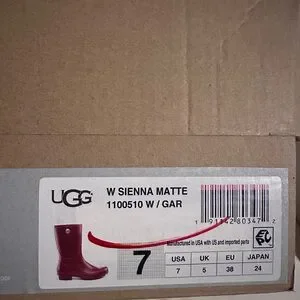 UGG
W SIENNA MATTE
1100510 W / GAR
Manufactured in USA with US and imported parts
7
USA UK EU JAPAN
7 5 38 24